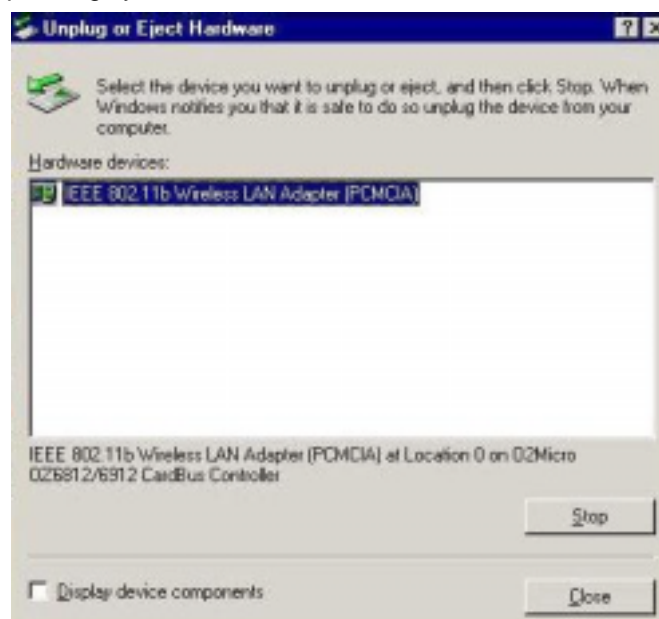 Unplug or Eject Hardware
Select the device you want to unplug or eject, and then click Stop. When
Windows notifies you that it is safe to do so unplug the device from your
computer.
Hardware devices:
IEEE 802.11b Wireless LAN Adapter (PCMCIA)
IEEE 802.11b Wireless LAN Adapter (PCMCIA) at Location 0 on O2Micro
OZ6812/6912 CardBus Controller
Stop
Display device components
Close